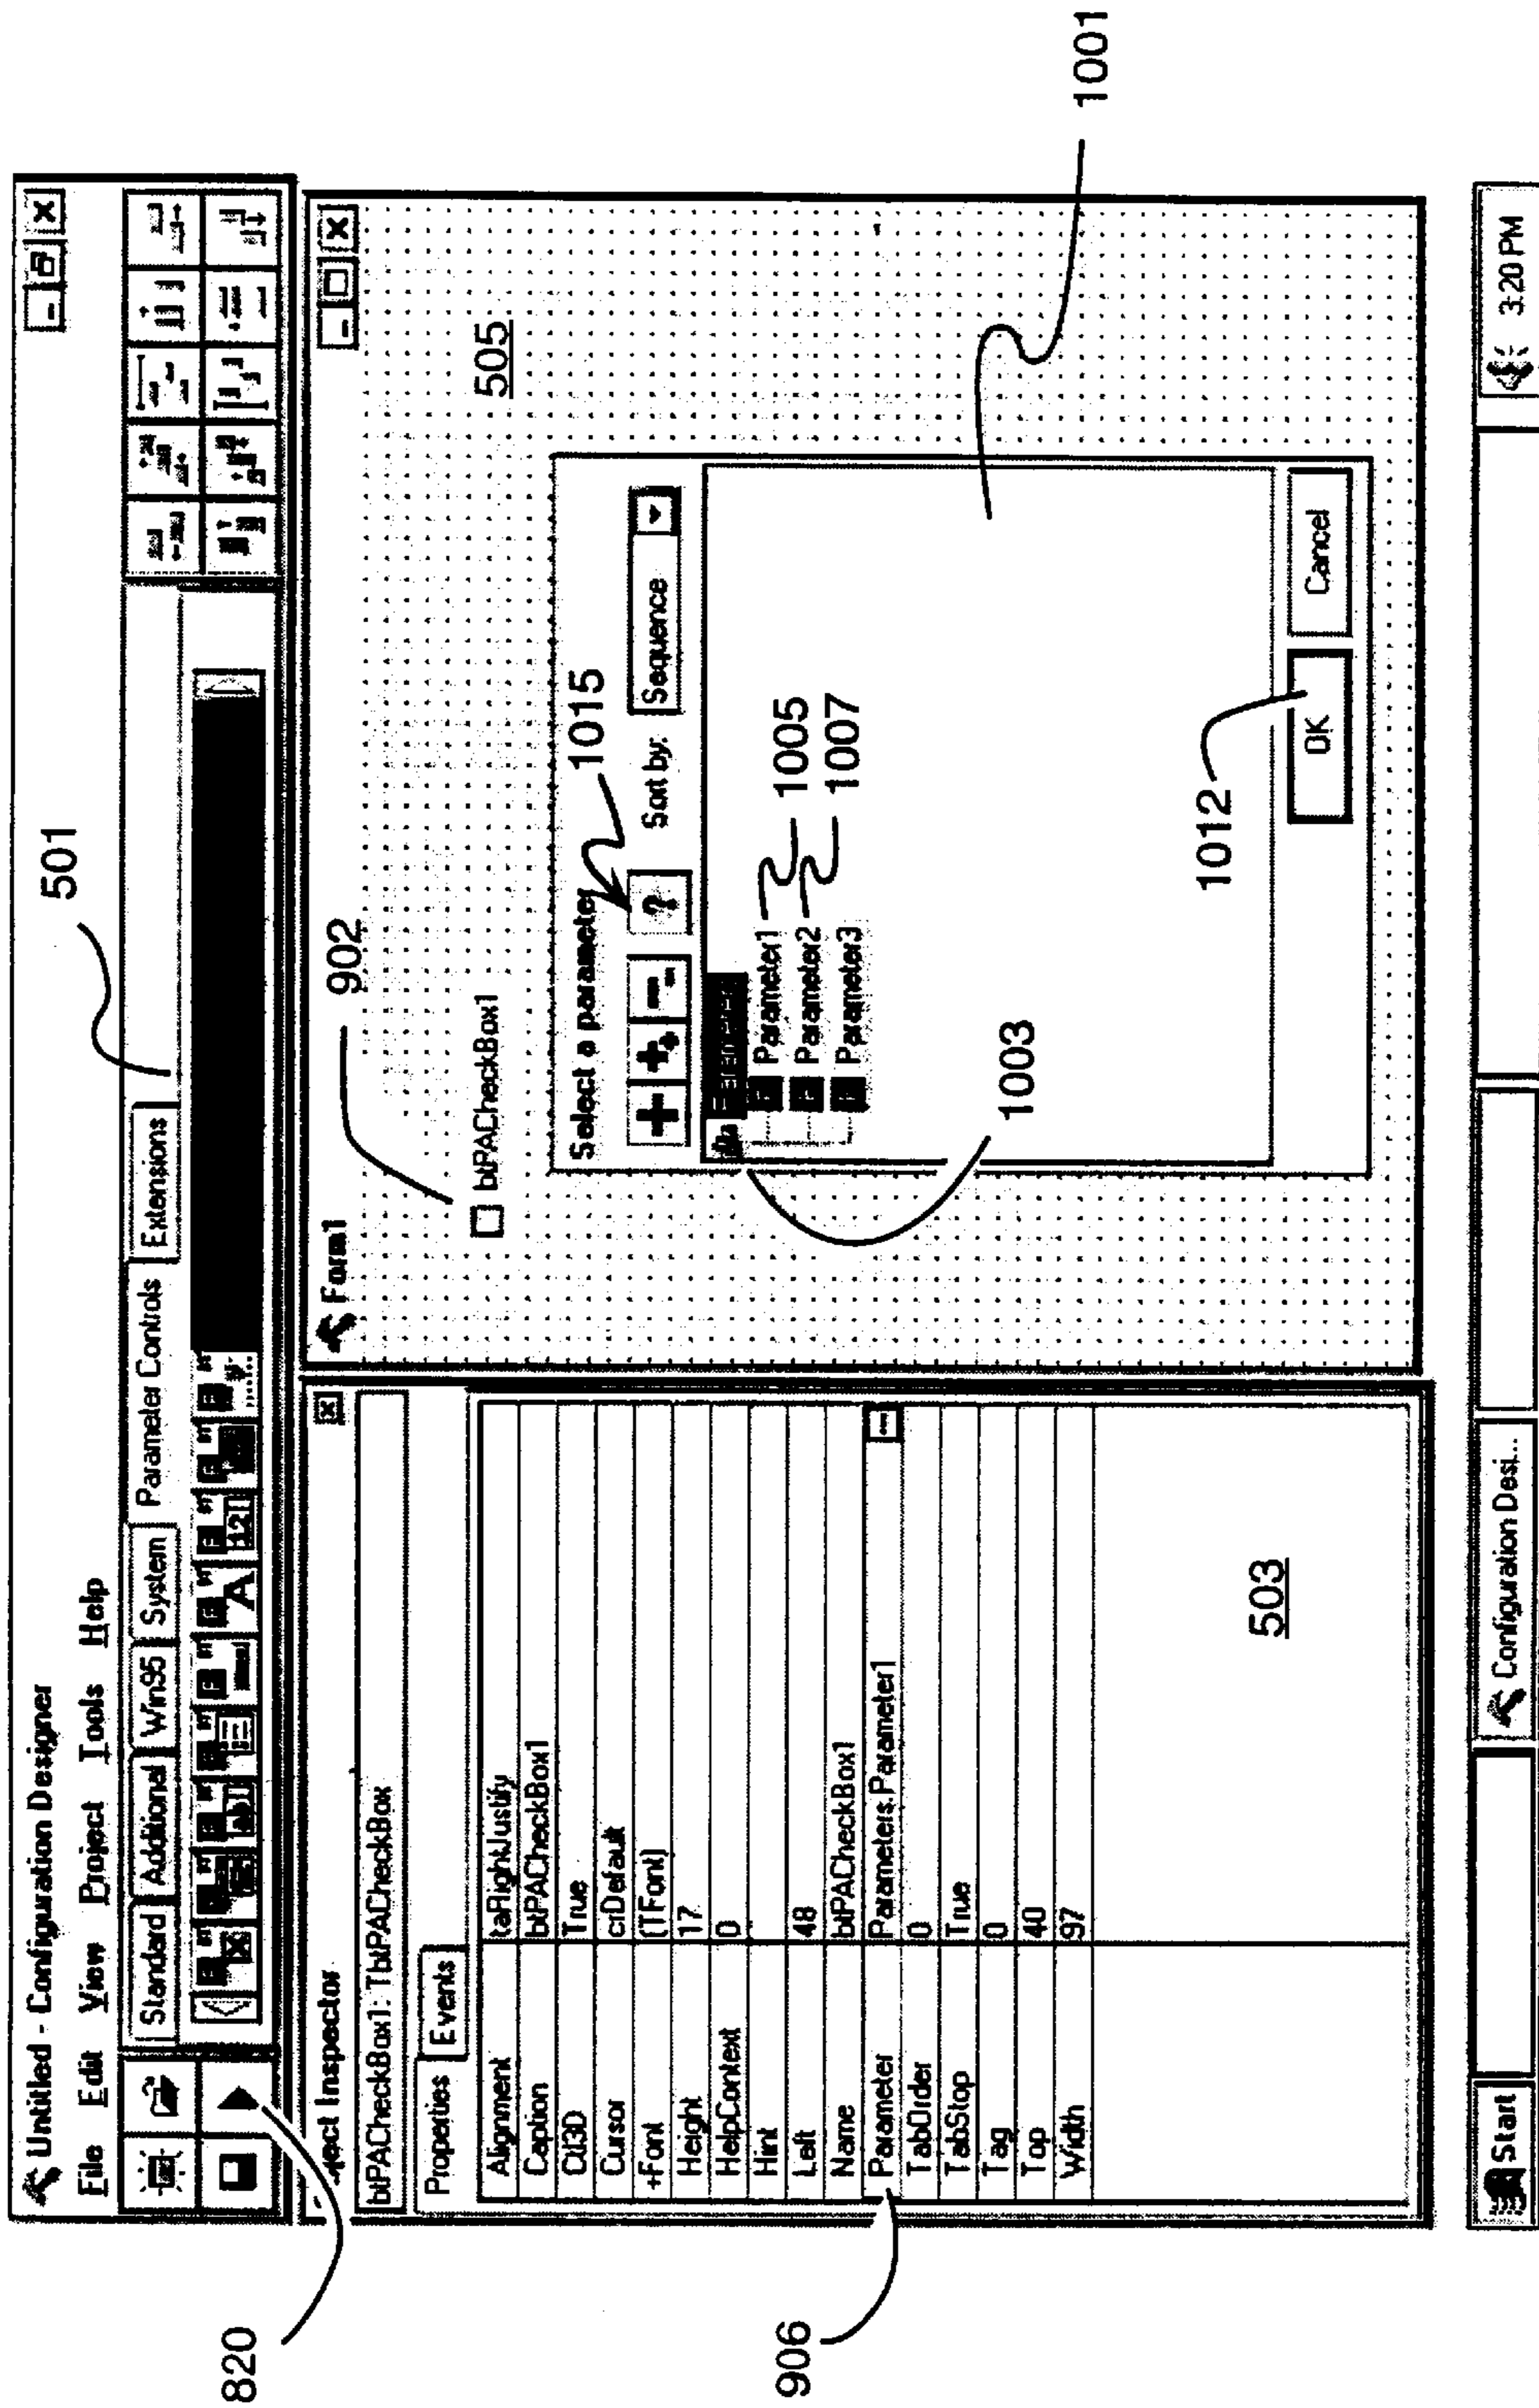 Untitled - Configuration Designer
File Edit View Project Tools Help
501
Standard Additional Win95 System Parameter Controls Extensions
820
ject Inspector
btPACheckBox1: TbtPACheckBox
Properties Events
Alignment taRightJustify
Caption btPACheckBox1
Ctl3D True
Cursor crDefault
+Font (TFont)
Height 17
HelpContext 0
Hint
Left 48
Name btPACheckBox1
Parameter Parameters.Parameter1
TabOrder 0
TabStop True
Tag 0
Top 40
Width 97
906
503
Form1
902
505
btPACheckBox1
Select a parameter
1015
?
Sort by: Sequence
Parameter1
Parameter2
Parameter3
1005
1007
1003
1001
1012
OK Cancel
Start
Configuration Desi...
3:20 PM